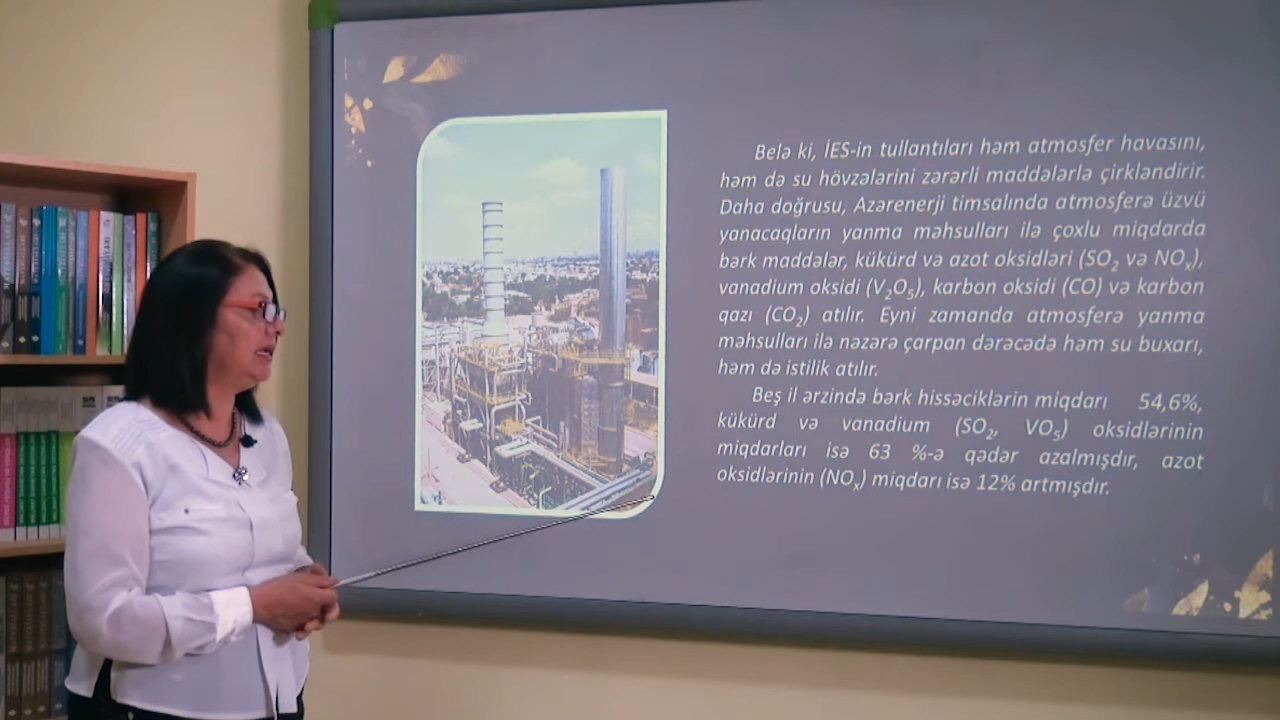 Belə ki, İES-in tullantıları həm atmosfer havasını,
həm də su hövzələrini zərərli maddələrlə çirkləndirir.
Daha doğrusu, Azərenerji timsalında atmosferə üzvü
yanacaqların yanma məhsulları ilə çoxlu miqdarda
bərk maddələr, kükürd və azot oksidləri (SO₂ və NOₓ),
vanadium oksidi (V₂O₅), karbon oksidi (CO) və karbon
qazı (CO₂) atılır. Eyni zamanda atmosferə yanma
məhsulları ilə nəzərə çarpan dərəcədə həm su buxarı,
həm də istilik atılır.
Beş il ərzində bərk hissəciklərin miqdarı 54,6%,
kükürd və vanadium (SO₂, VO₅) oksidlərinin
miqdarları isə 63 %-ə qədər azalmışdır, azot
oksidlərinin (NOₓ) miqdarı isə 12% artmışdır.